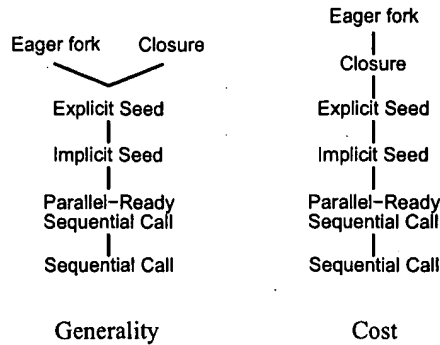 Eager fork
Closure
Explicit Seed
Implicit Seed
Parallel-Ready
Sequential Call
Sequential Call
Generality
Eager fork
Closure
Explicit Seed
Implicit Seed
Parallel-Ready
Sequential Call
Sequential Call
Cost